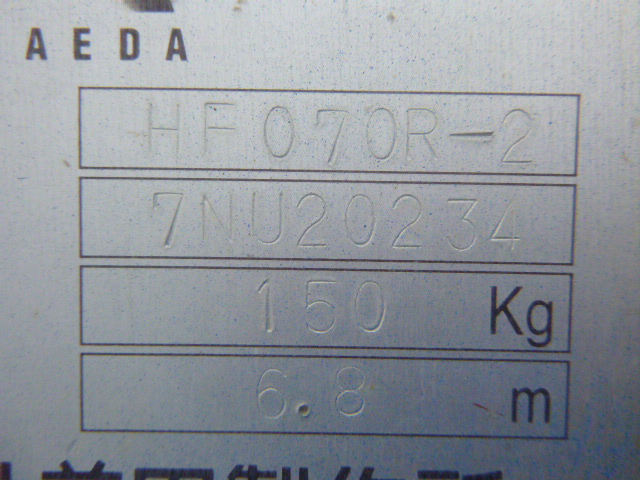 AEDA
HF070R-2
7NU20234
150 Kg
6.8 m